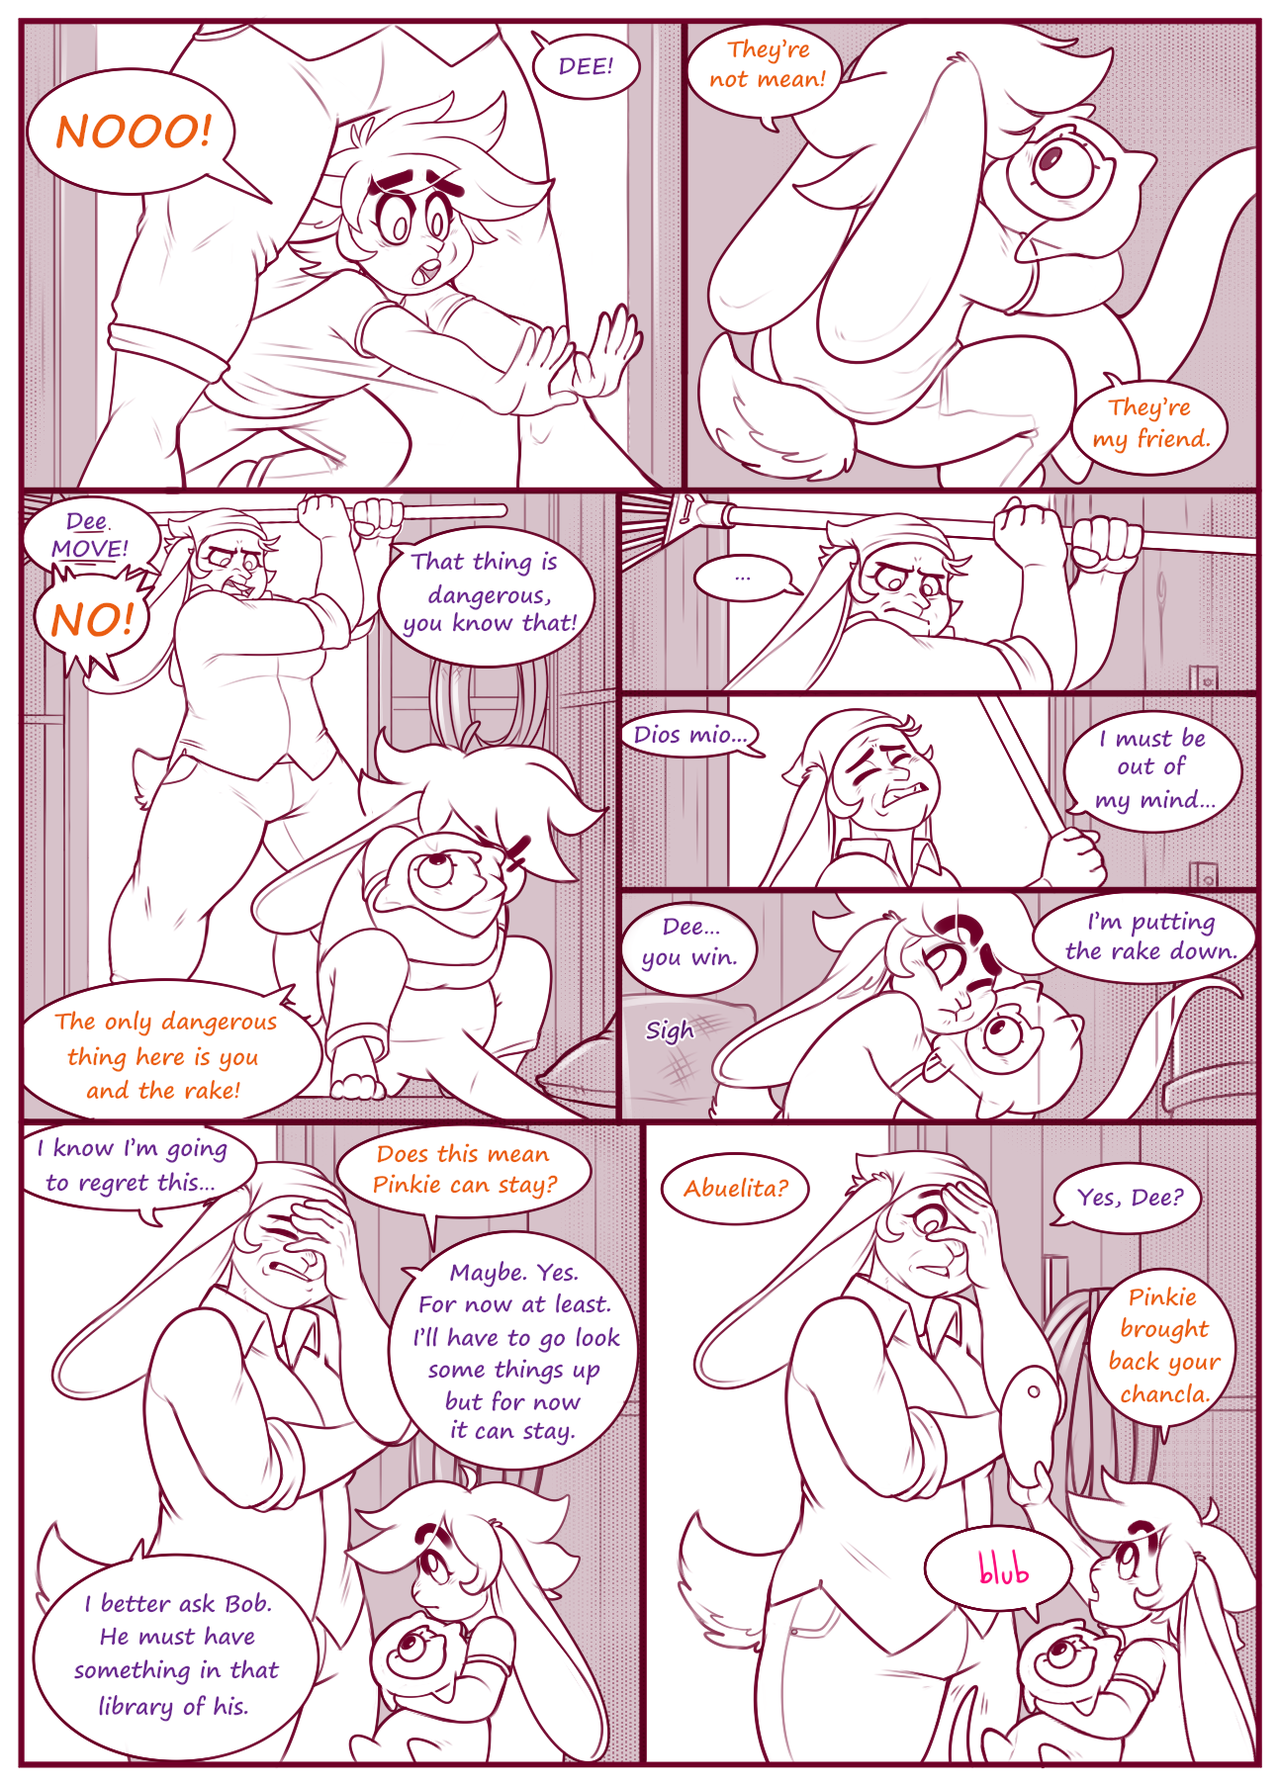 NOOO!
DEE!
They're
not mean!
They're
my friend.
Dee.
MOVE!
NO!
That thing is
dangerous,
you know that!
The only dangerous
thing here is you
and the rake!
...
Dios mio...
I must be
out of
my mind...
Dee...
you win.
I'm putting
the rake down.
Sigh
I know I'm going
to regret this...
Does this mean
Pinkie can stay?
Maybe. Yes.
For now at least.
I'll have to go look
some things up
but for now
it can stay.
I better ask Bob.
He must have
something in that
library of his.
Abuelita?
Yes, Dee?
Pinkie
brought
back your
chancla.
blub